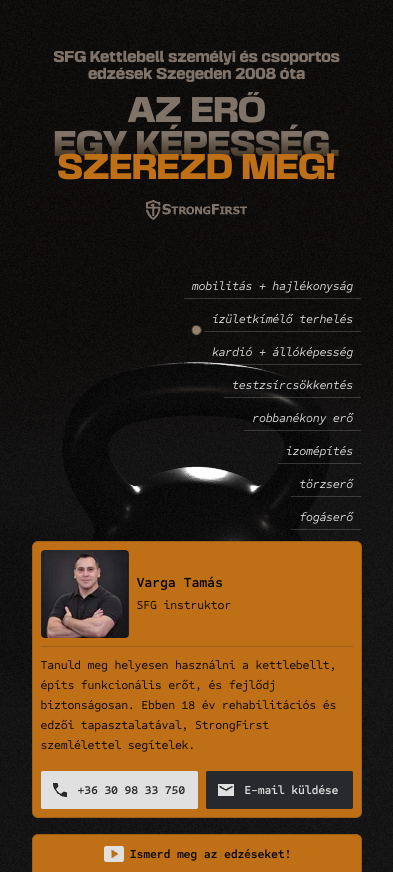 SFG Kettlebell személyi és csoportos
edzések Szegeden 2008 óta
AZ ERŐ
EGY KÉPESSÉG.
SZEREZD MEG!
STRONGFIRST
mobilitás + hajlékonyság
ízületkímélő terhelés
kardió + állóképesség
testzsírcsökkentés
robbanékony erő
izomépítés
törzserő
fogáserő
Varga Tamás
SFG instruktor
Tanuld meg helyesen használni a kettlebellt,
építs funkcionális erőt, és fejlődj
biztonságosan. Ebben 18 év rehabilitációs és
edzői tapasztalatával, StrongFirst
szemlélettel segítelek.
+36 30 98 33 750
E-mail küldése
Ismerd meg az edzéseket!